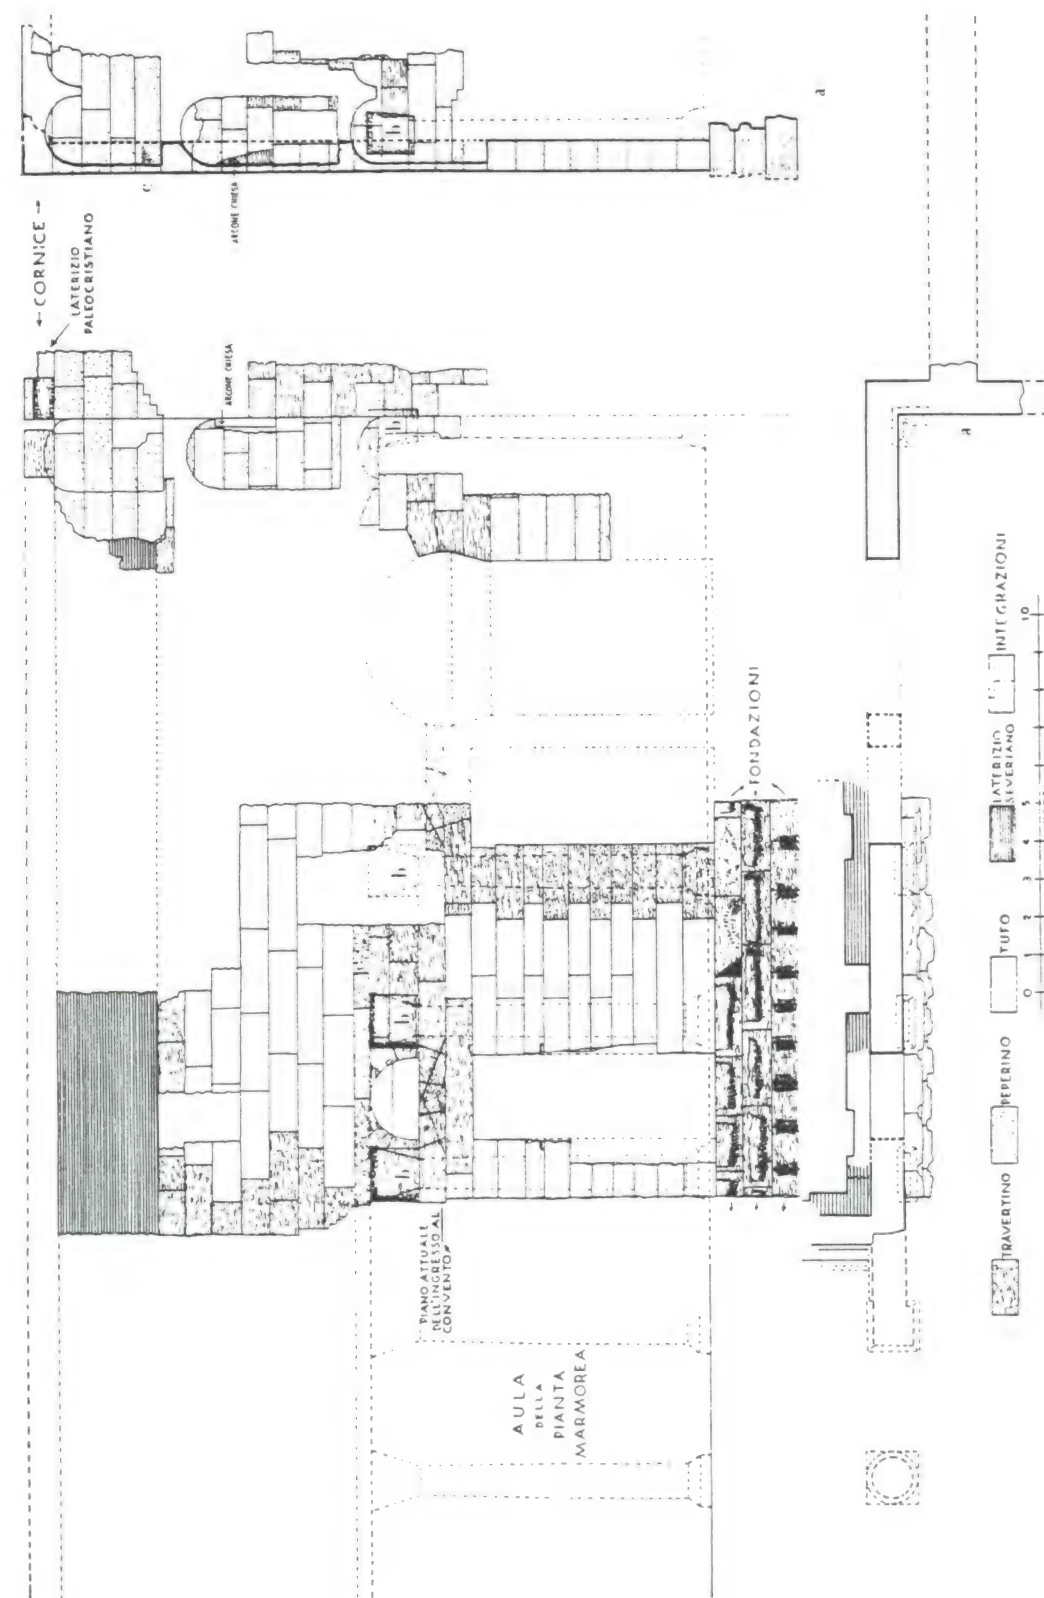 ← CORNICE →
LATERIZIO
PALEOCRISTIANO
ARCONE CHIESA
ARCONE CHIESA
a
c
b
b
a
FONDAZIONI
b
b
b
PIANO ATTUALE
DELL'INGRESSO AL
CONVENTO
AULA
DELLA
PIANTA
MARMOREA
TRAVERTINO
PEPERINO
TUFO
LATERIZIO
SEVERIANO
INTEGRAZIONI
0 1 2 3 4 5 10